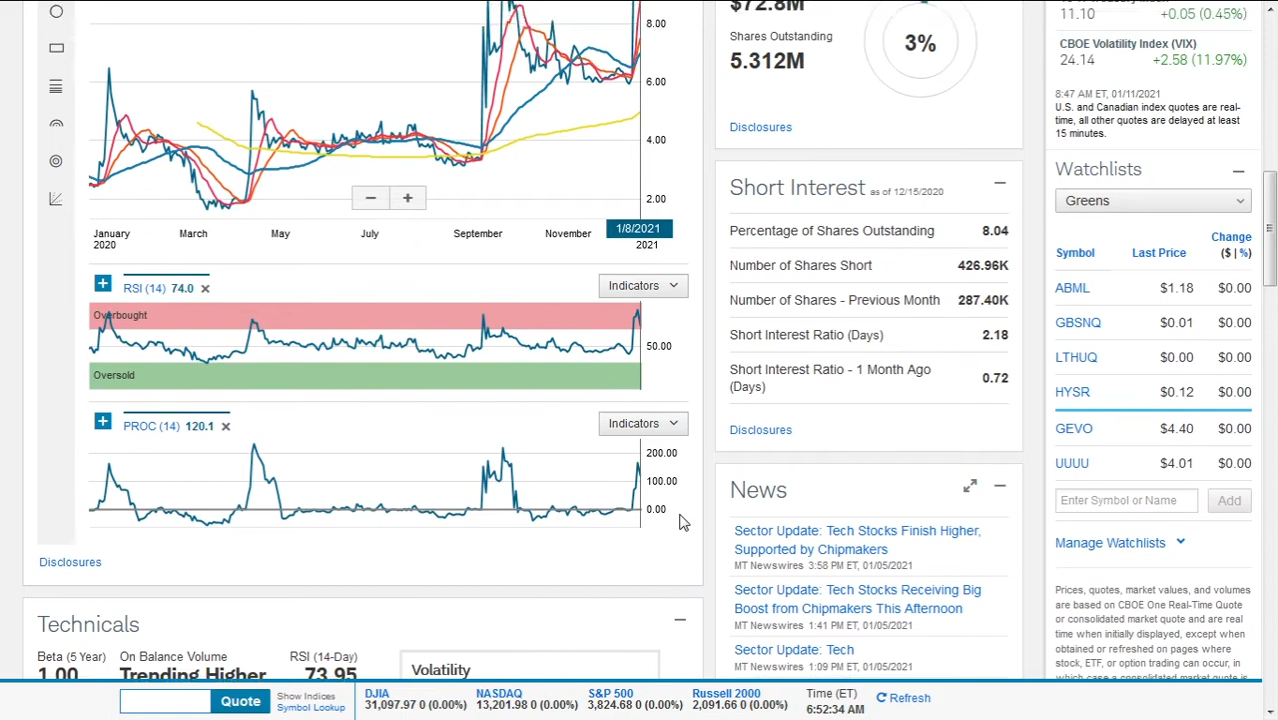 8.00
6.00
4.00
2.00
January
2020
March
May
July
September
November
1/8/2021
2021
RSI (14) 74.0
Indicators
Overbought
50.00
Oversold
PROC (14) 120.1
Indicators
200.00
100.00
0.00
Disclosures
Technicals
Beta (5 Year)
1.00
On Balance Volume
Trending Higher
RSI (14-Day)
73.95
Volatility
$72.8M
Shares Outstanding
5.312M
3%
Disclosures
Short Interest as of 12/15/2020
Percentage of Shares Outstanding 8.04
Number of Shares Short 426.96K
Number of Shares - Previous Month 287.40K
Short Interest Ratio (Days) 2.18
Short Interest Ratio - 1 Month Ago
(Days) 0.72
Disclosures
News
Sector Update: Tech Stocks Finish Higher,
Supported by Chipmakers
MT Newswires 3:58 PM ET, 01/05/2021
Sector Update: Tech Stocks Receiving Big
Boost from Chipmakers This Afternoon
MT Newswires 1:41 PM ET, 01/05/2021
Sector Update: Tech
MT Newswires 1:09 PM ET, 01/05/2021
11.10 +0.05 (0.45%)
CBOE Volatility Index (VIX)
24.14 +2.58 (11.97%)
8:47 AM ET, 01/11/2021
U.S. and Canadian index quotes are real-
time, all other quotes are delayed at least
15 minutes.
Watchlists
Greens
Symbol Last Price Change
($ | %)
ABML $1.18 $0.00
GBSNQ $0.01 $0.00
LTHUQ $0.00 $0.00
HYSR $0.12 $0.00
GEVO $4.40 $0.00
UUUU $4.01 $0.00
Enter Symbol or Name Add
Manage Watchlists
Prices, quotes, market values, and volumes
are based on CBOE One Real-Time Quote
or consolidated market quote and are real
time when initially displayed, except when
obtained or refreshed on pages where
stock, ETF, or option trading can occur, in
Quote
Show Indices
Symbol Lookup
DJIA
31,097.97 0 (0.00%)
NASDAQ
13,201.98 0 (0.00%)
S&P 500
3,824.68 0 (0.00%)
Russell 2000
2,091.66 0 (0.00%)
Time (ET)
6:52:34 AM
Refresh